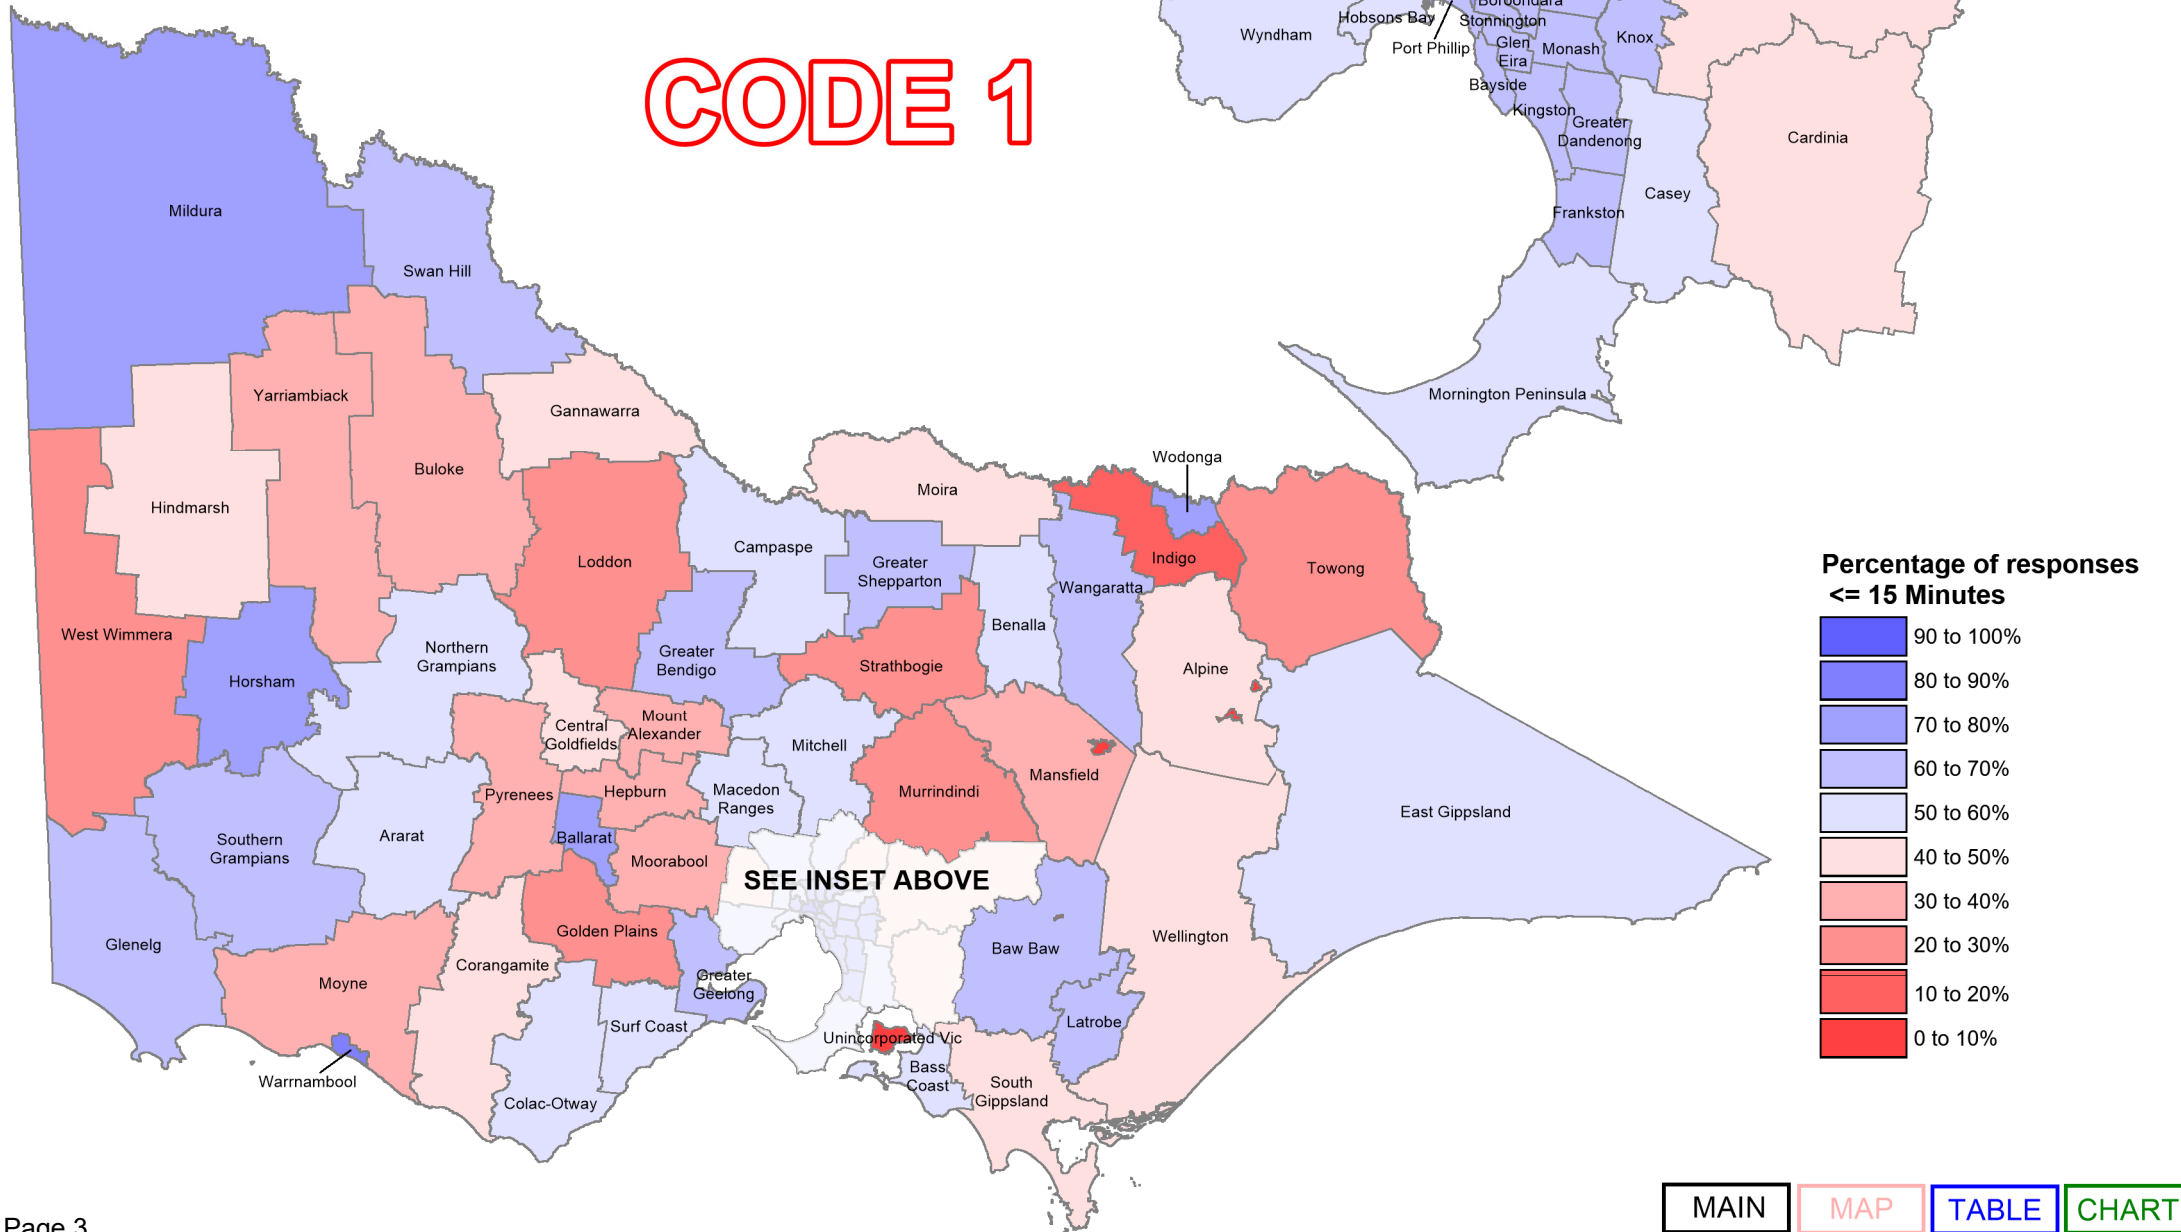 Boroondara
Hobsons Bay
Stonnington
Wyndham
Port Phillip
Glen
Eira
Monash
Knox
Bayside
Kingston
Greater
Dandenong
Cardinia
Casey
Frankston
Mornington Peninsula
CODE 1
Mildura
Swan Hill
Yarriambiack
Gannawarra
Buloke
Hindmarsh
Moira
Wodonga
Loddon
Campaspe
Greater
Shepparton
Indigo
Towong
Wangaratta
West Wimmera
Benalla
Northern
Grampians
Greater
Bendigo
Strathbogie
Alpine
Horsham
Central
Goldfields
Mount
Alexander
Mitchell
Mansfield
Pyrenees
Hepburn
Macedon
Ranges
Murrindindi
East Gippsland
Southern
Grampians
Ararat
Ballarat
Moorabool
SEE INSET ABOVE
Glenelg
Golden Plains
Wellington
Baw Baw
Corangamite
Moyne
Greater
Geelong
Surf Coast
Latrobe
Unincorporated Vic
Warrnambool
Bass
Coast
South
Gippsland
Colac-Otway
Percentage of responses
<= 15 Minutes
90 to 100%
80 to 90%
70 to 80%
60 to 70%
50 to 60%
40 to 50%
30 to 40%
20 to 30%
10 to 20%
0 to 10%
MAIN
MAP
TABLE
CHART
Page 3